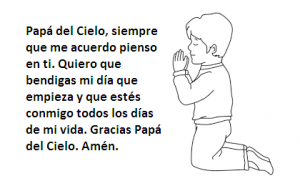 Papá del Cielo, siempre
que me acuerdo pienso
en ti. Quiero que
bendigas mi día que
empieza y que estés
conmigo todos los días
de mi vida. Gracias Papá
del Cielo. Amén.